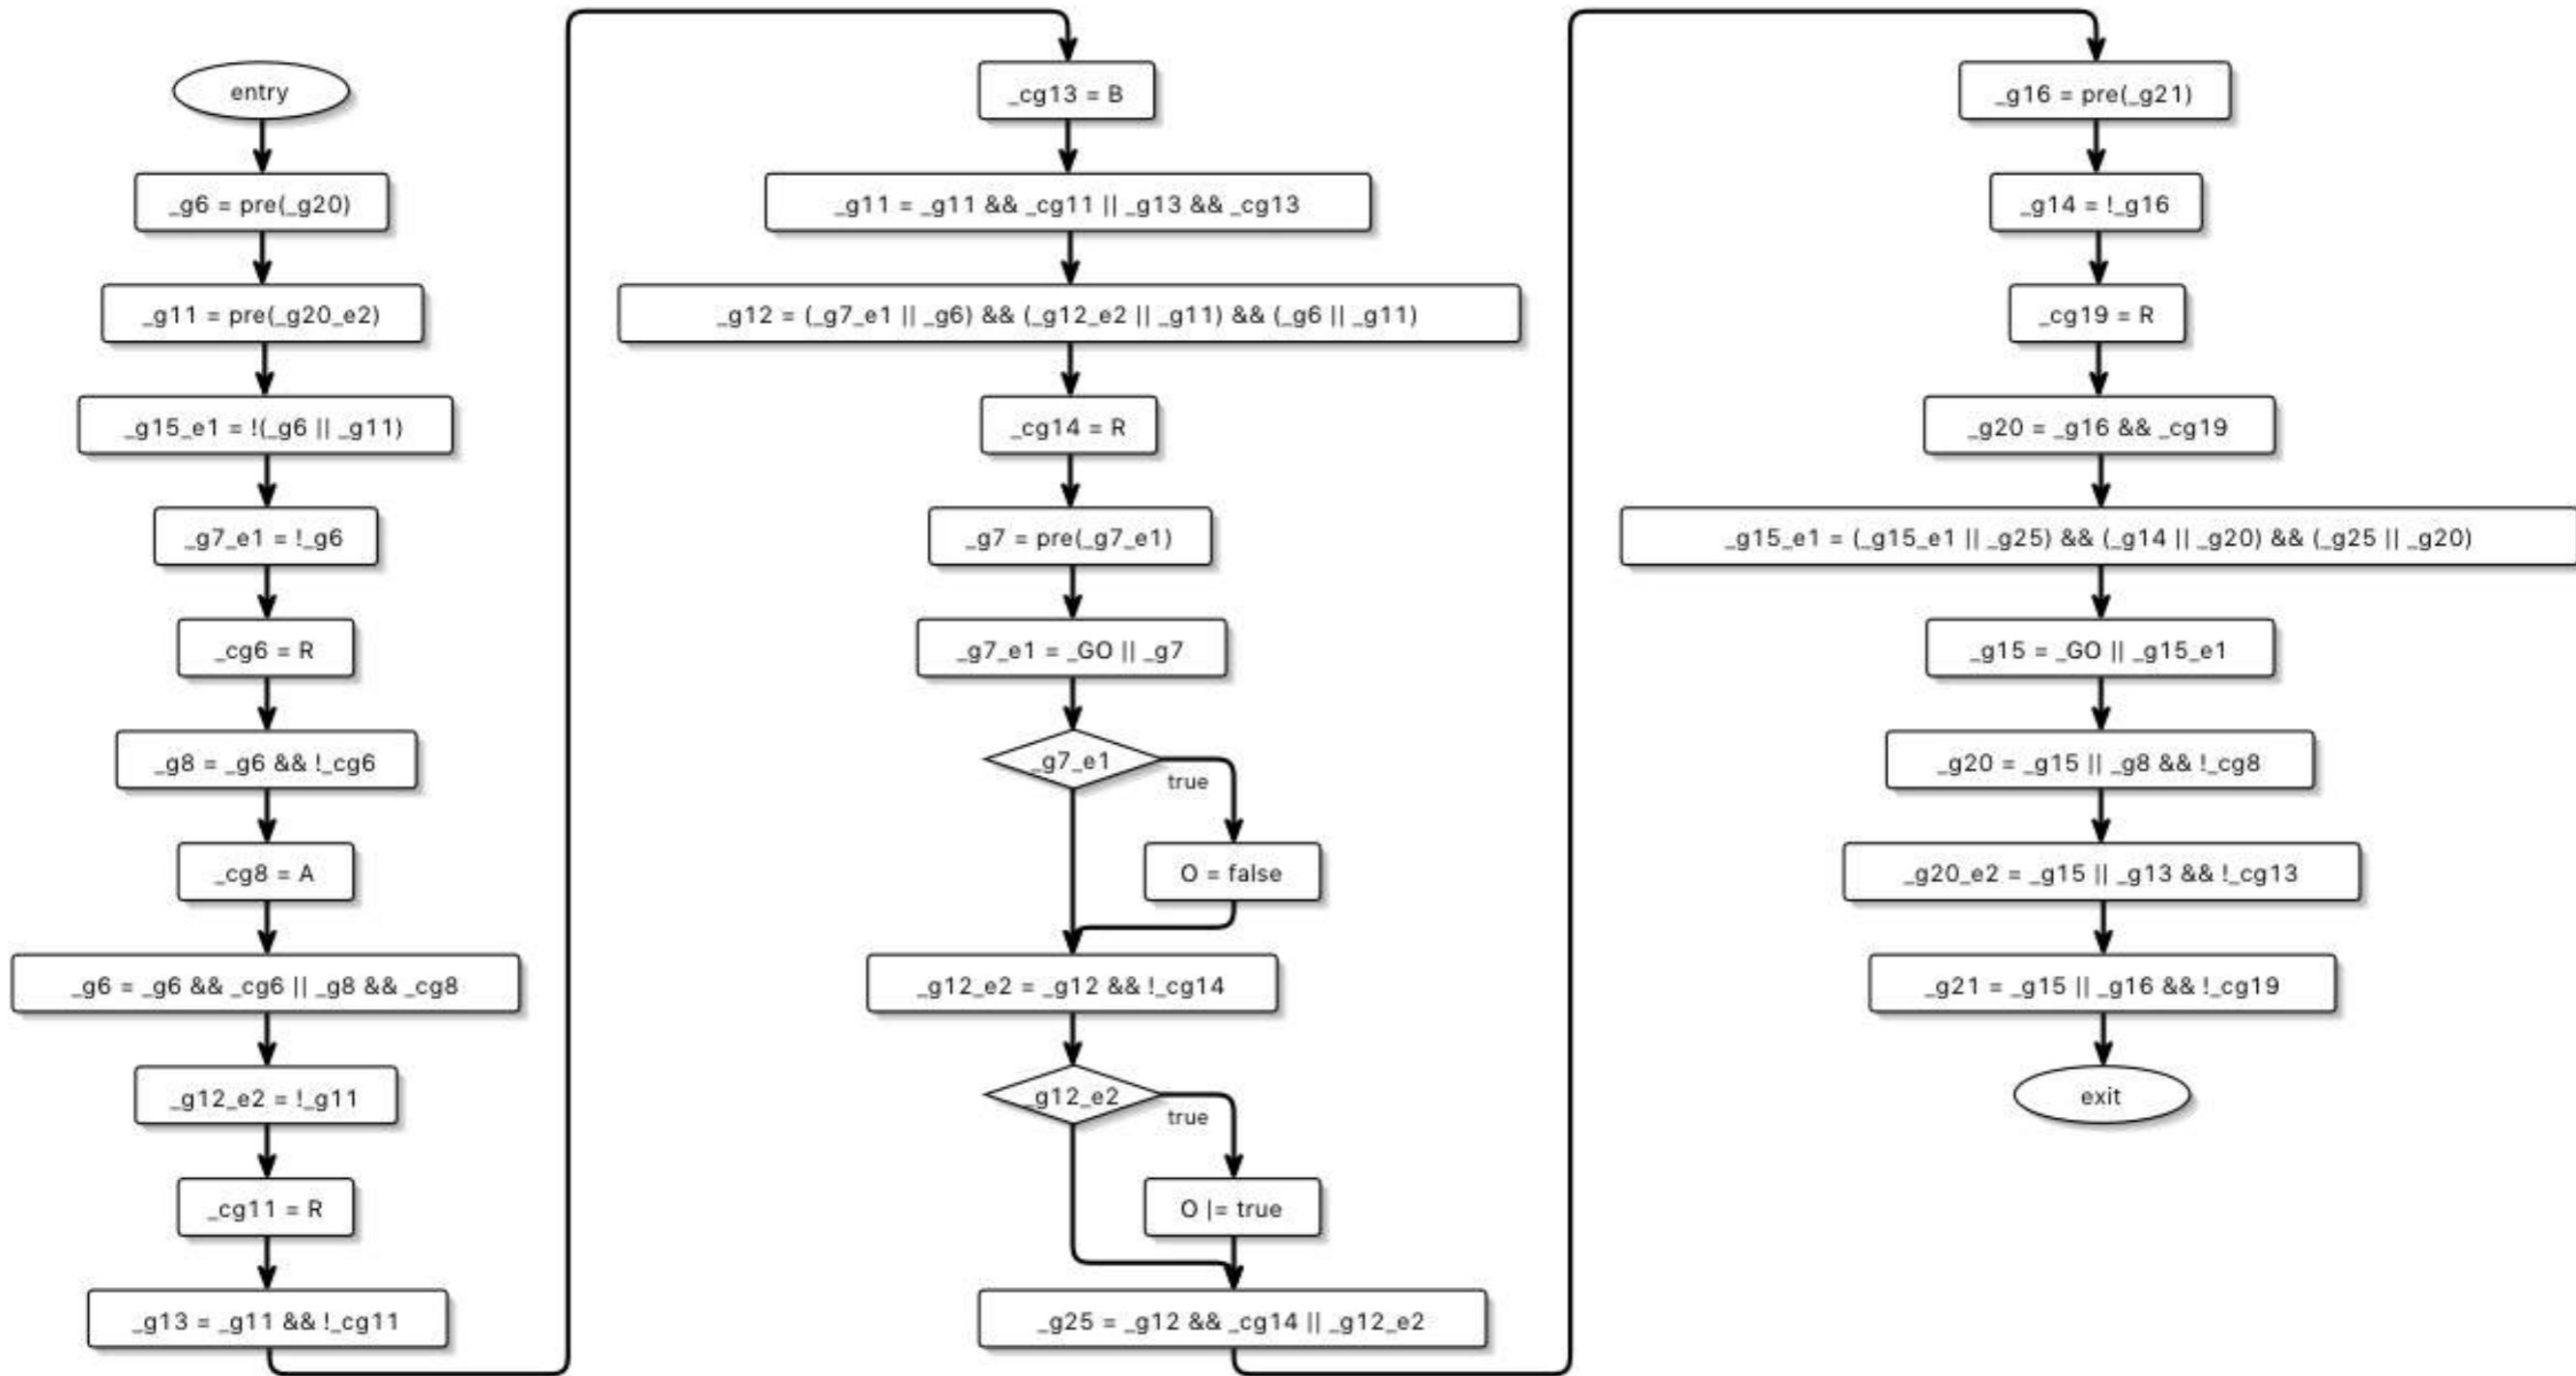 entry
_g6 = pre(_g20)
_g11 = pre(_g20_e2)
_g15_e1 = !(_g6 || _g11)
_g7_e1 = !_g6
_cg6 = R
_g8 = _g6 && !_cg6
_cg8 = A
_g6 = _g6 && _cg6 || _g8 && _cg8
_g12_e2 = !_g11
_cg11 = R
_g13 = _g11 && !_cg11
_cg13 = B
_g11 = _g11 && _cg11 || _g13 && _cg13
_g12 = (_g7_e1 || _g6) && (_g12_e2 || _g11) && (_g6 || _g11)
_cg14 = R
_g7 = pre(_g7_e1)
_g7_e1 = _GO || _g7
_g7_e1
true
O = false
_g12_e2 = _g12 && !_cg14
_g12_e2
true
O |= true
_g25 = _g12 && _cg14 || _g12_e2
_g16 = pre(_g21)
_g14 = !_g16
_cg19 = R
_g20 = _g16 && _cg19
_g15_e1 = (_g15_e1 || _g25) && (_g14 || _g20) && (_g25 || _g20)
_g15 = _GO || _g15_e1
_g20 = _g15 || _g8 && !_cg8
_g20_e2 = _g15 || _g13 && !_cg13
_g21 = _g15 || _g16 && !_cg19
exit